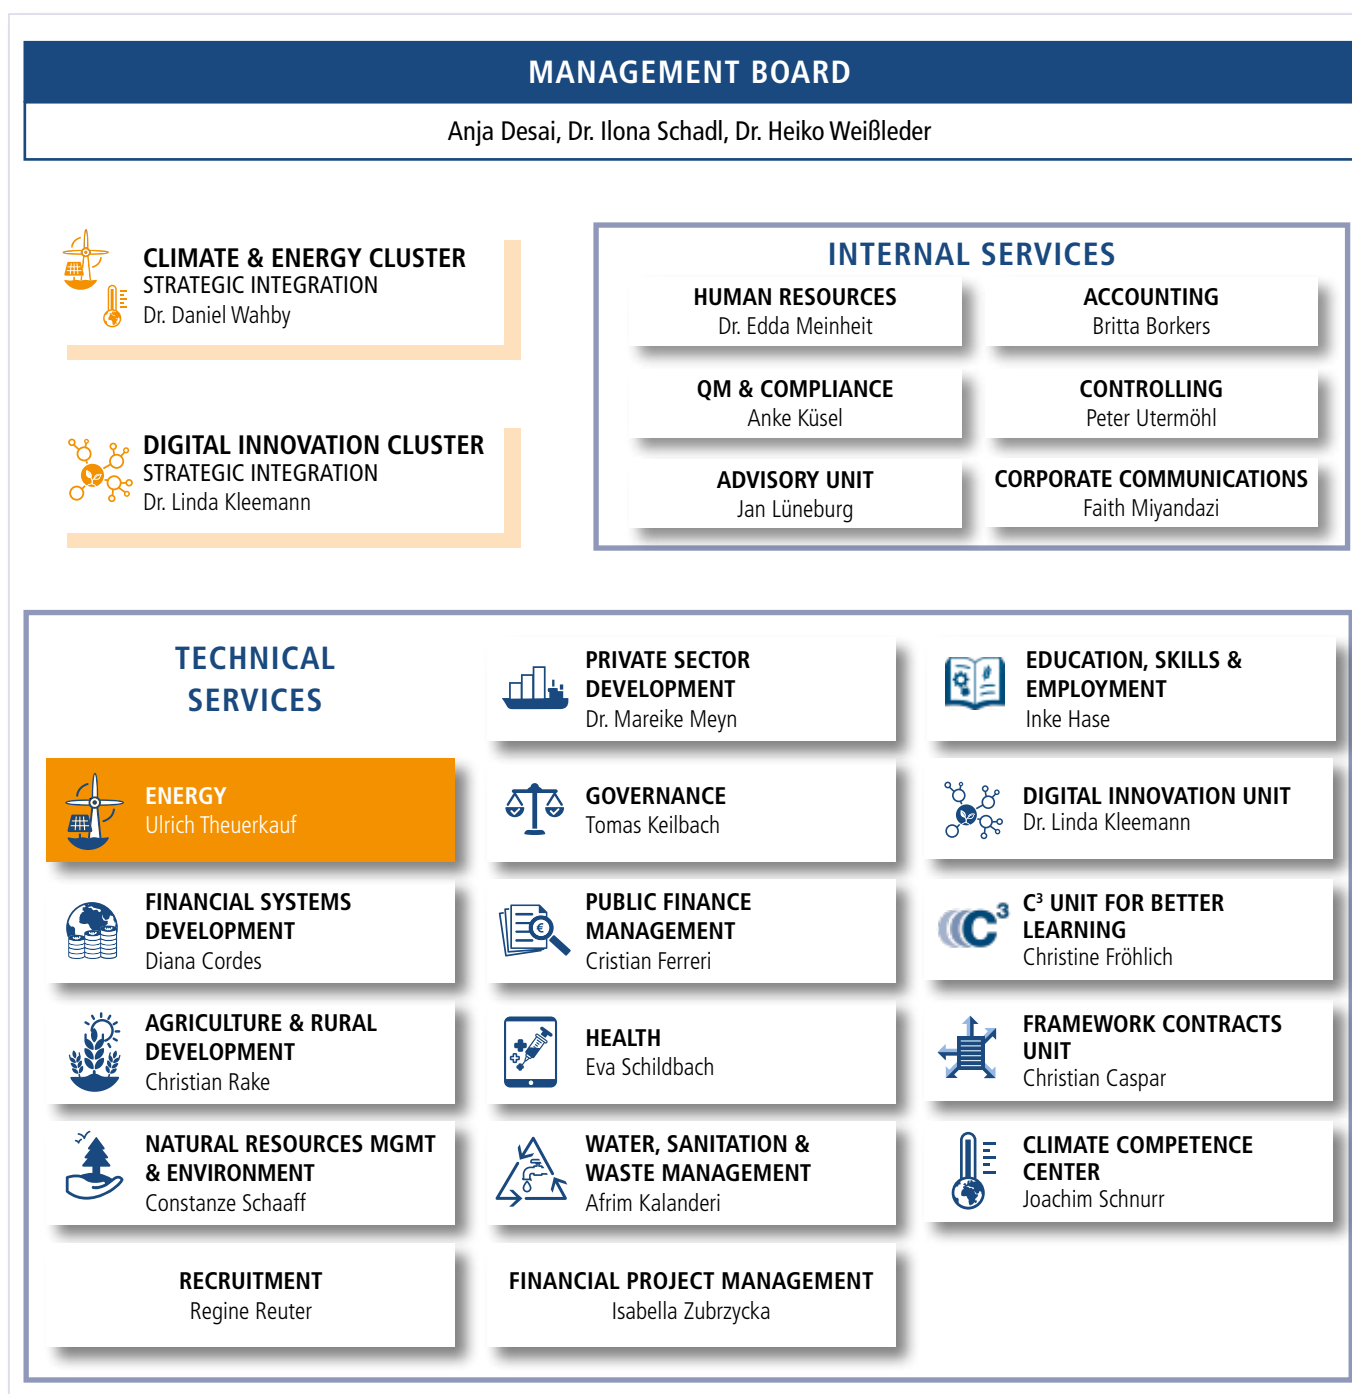 MANAGEMENT BOARD
Anja Desai, Dr. Ilona Schadl, Dr. Heiko Weißleder
CLIMATE & ENERGY CLUSTER
STRATEGIC INTEGRATION
Dr. Daniel Wahby
DIGITAL INNOVATION CLUSTER
STRATEGIC INTEGRATION
Dr. Linda Kleemann
INTERNAL SERVICES
HUMAN RESOURCES
Dr. Edda Meinheit
ACCOUNTING
Britta Borkers
QM & COMPLIANCE
Anke Küsel
CONTROLLING
Peter Utermöhl
ADVISORY UNIT
Jan Lüneburg
CORPORATE COMMUNICATIONS
Faith Miyandazi
TECHNICAL
SERVICES
ENERGY
Ulrich Theuerkauf
FINANCIAL SYSTEMS
DEVELOPMENT
Diana Cordes
AGRICULTURE & RURAL
DEVELOPMENT
Christian Rake
NATURAL RESOURCES MGMT
& ENVIRONMENT
Constanze Schaaff
RECRUITMENT
Regine Reuter
PRIVATE SECTOR
DEVELOPMENT
Dr. Mareike Meyn
GOVERNANCE
Tomas Keilbach
€
PUBLIC FINANCE
MANAGEMENT
Cristian Ferreri
HEALTH
Eva Schildbach
WATER, SANITATION &
WASTE MANAGEMENT
Afrim Kalanderi
FINANCIAL PROJECT MANAGEMENT
Isabella Zubrzycka
EDUCATION, SKILLS &
EMPLOYMENT
Inke Hase
DIGITAL INNOVATION UNIT
Dr. Linda Kleemann
C³
C³ UNIT FOR BETTER
LEARNING
Christine Fröhlich
FRAMEWORK CONTRACTS
UNIT
Christian Caspar
CLIMATE COMPETENCE
CENTER
Joachim Schnurr